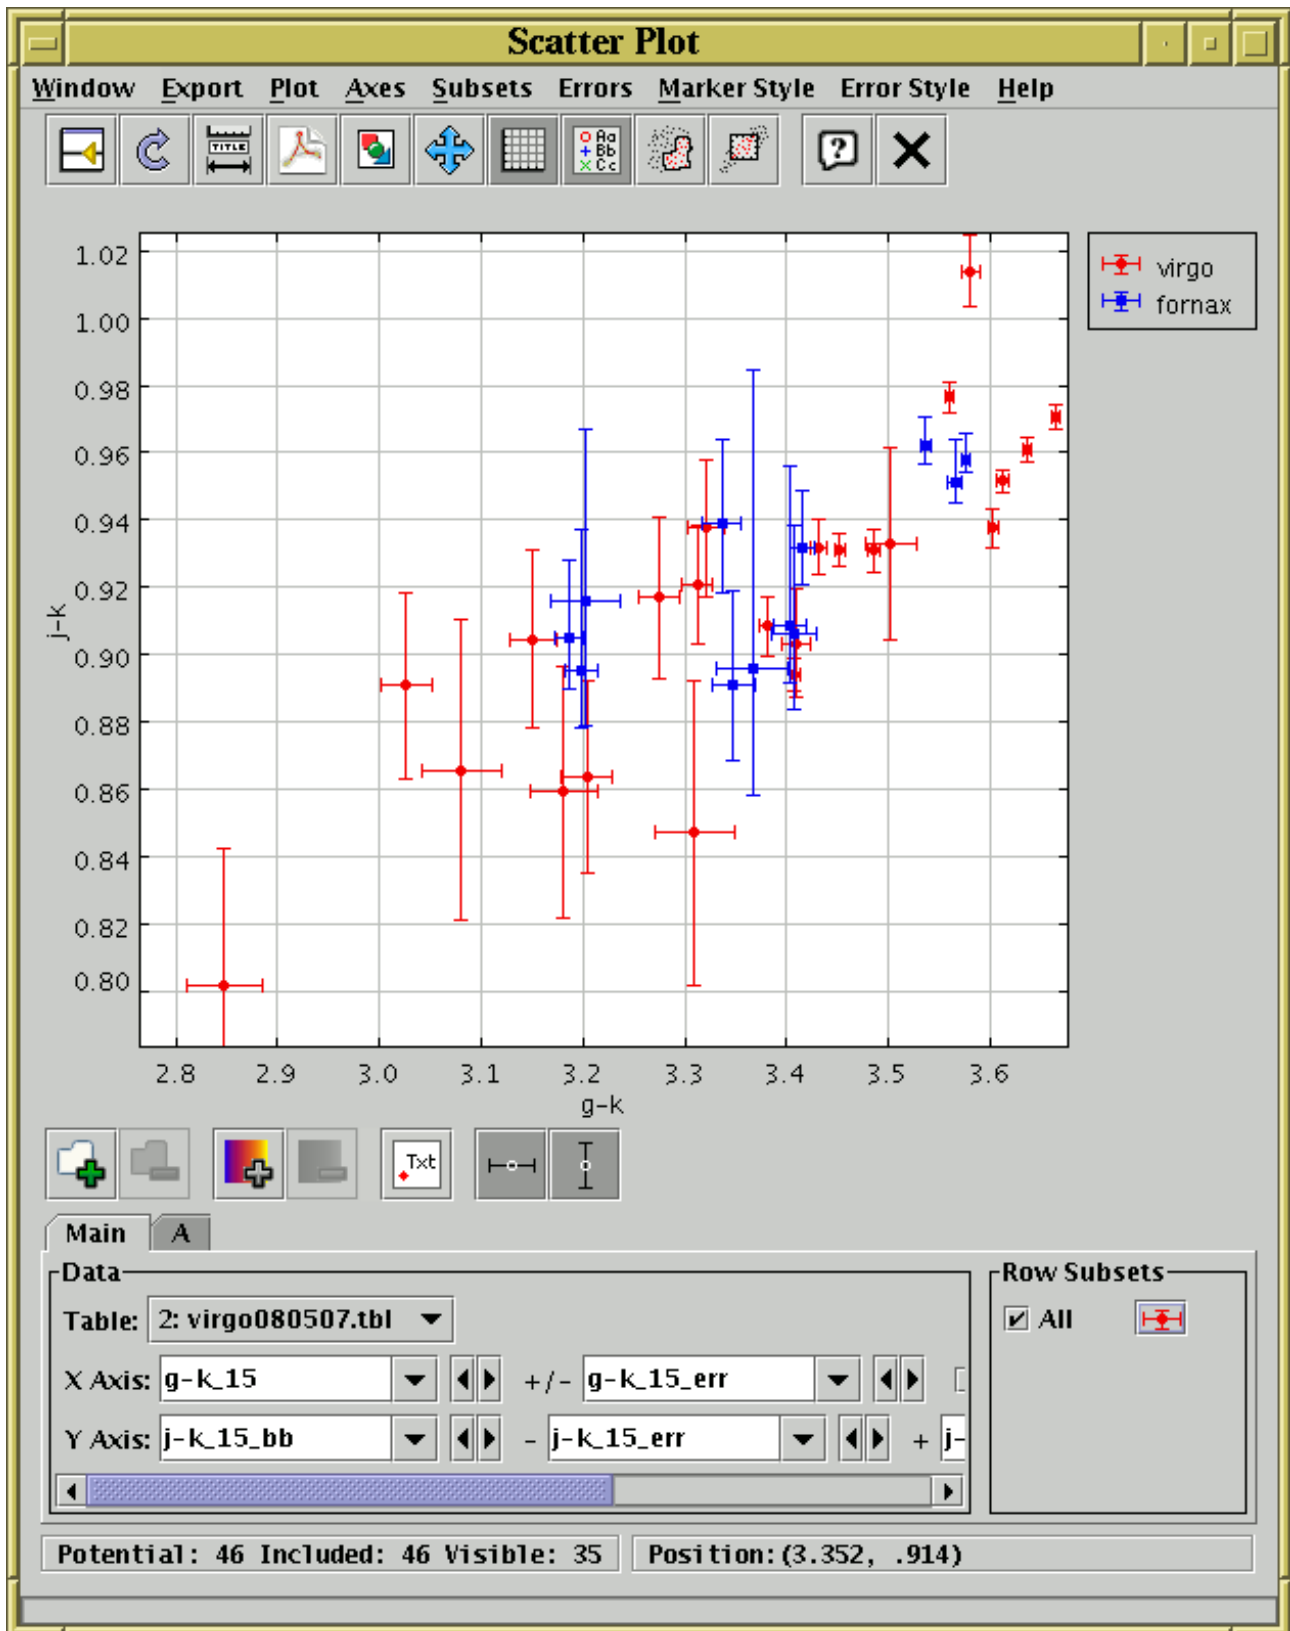 Scatter Plot
Window Export Plot Axes Subsets Errors Marker Style Error Style Help
TITLE
Aa
Bb
Cc
?
1.02
1.00
0.98
0.96
0.94
0.92
0.90
0.88
0.86
0.84
0.82
0.80
j-k
virgo
fornax
2.8 2.9 3.0 3.1 3.2 3.3 3.4 3.5 3.6
g-k
Txt
Main A
Data
Table: 2: virgo080507.tbl
X Axis: g-k_15 +/- g-k_15_err
Y Axis: j-k_15_bb - j-k_15_err + j-
Row Subsets
All
Potential: 46 Included: 46 Visible: 35 Position:(3.352, .914)